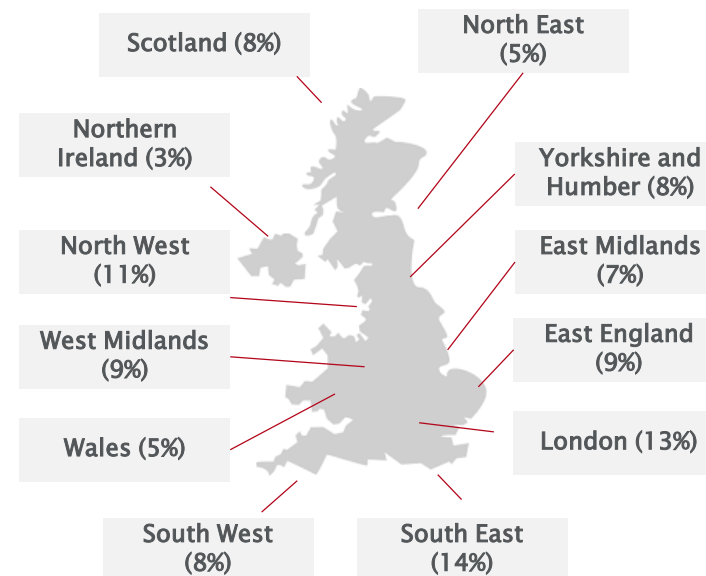 Scotland (8%)
North East
(5%)
Northern
Ireland (3%)
Yorkshire and
Humber (8%)
North West
(11%)
East Midlands
(7%)
West Midlands
(9%)
East England
(9%)
Wales (5%)
London (13%)
South West
(8%)
South East
(14%)